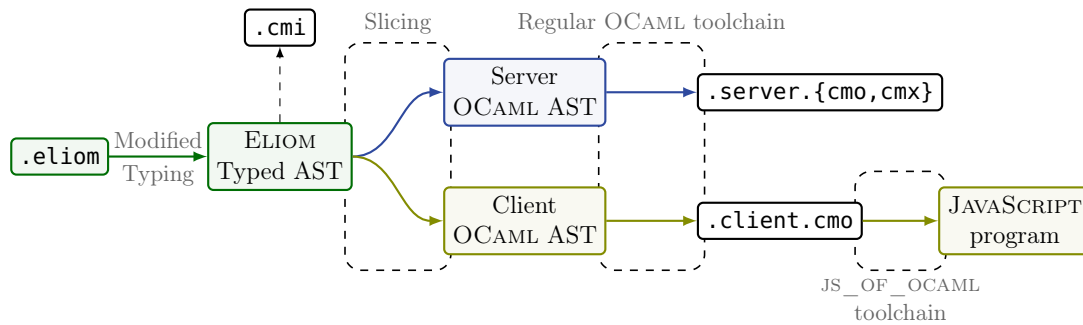 .cmi
Slicing
Regular OCAML toolchain
Server
OCAML AST
.server.{cmo,cmx}
.eliom
Modified
Typing
ELIOM
Typed AST
Client
OCAML AST
.client.cmo
JAVASCRIPT
program
JS_OF_OCAML
toolchain